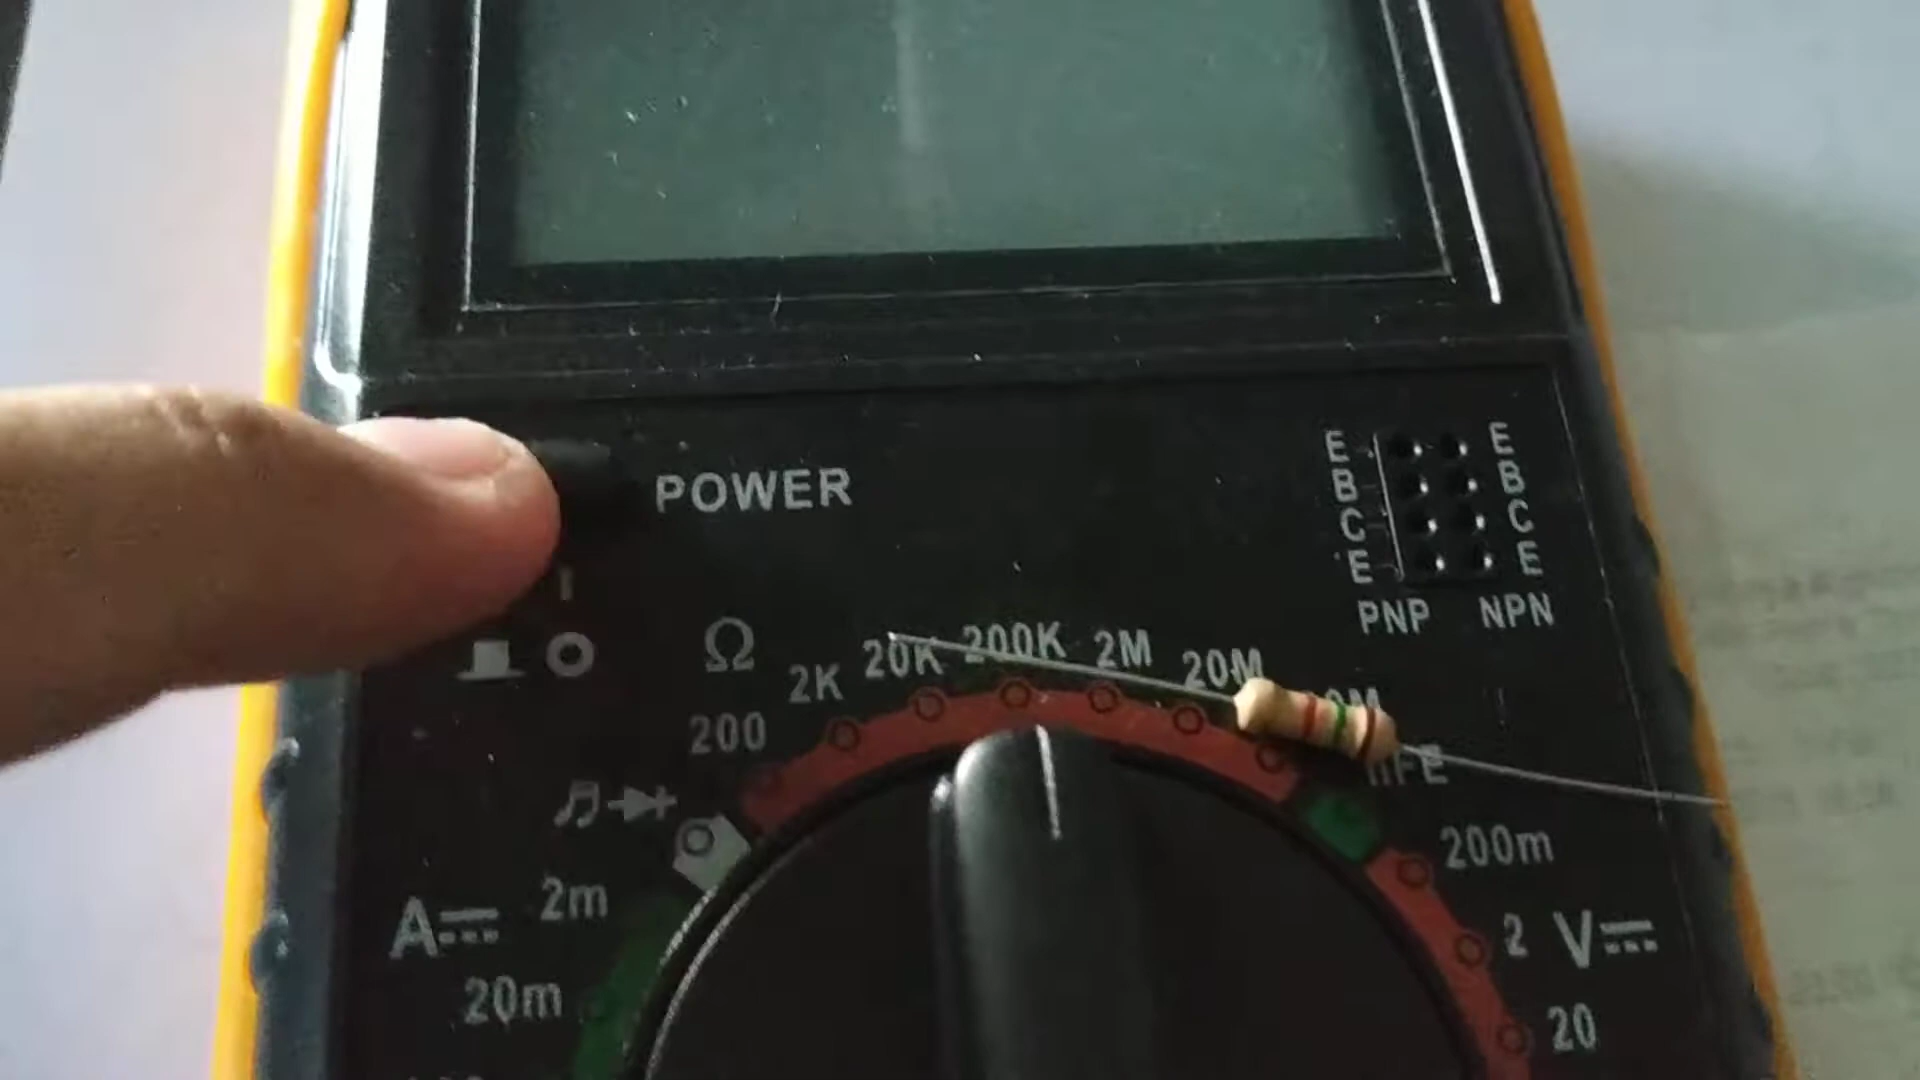 POWER
E E
B B
C C
E E
PNP NPN
I
O
Ω
200
2K
20K
200K
2M
20M
hFE
200m
2
V
20
A
2m
20m